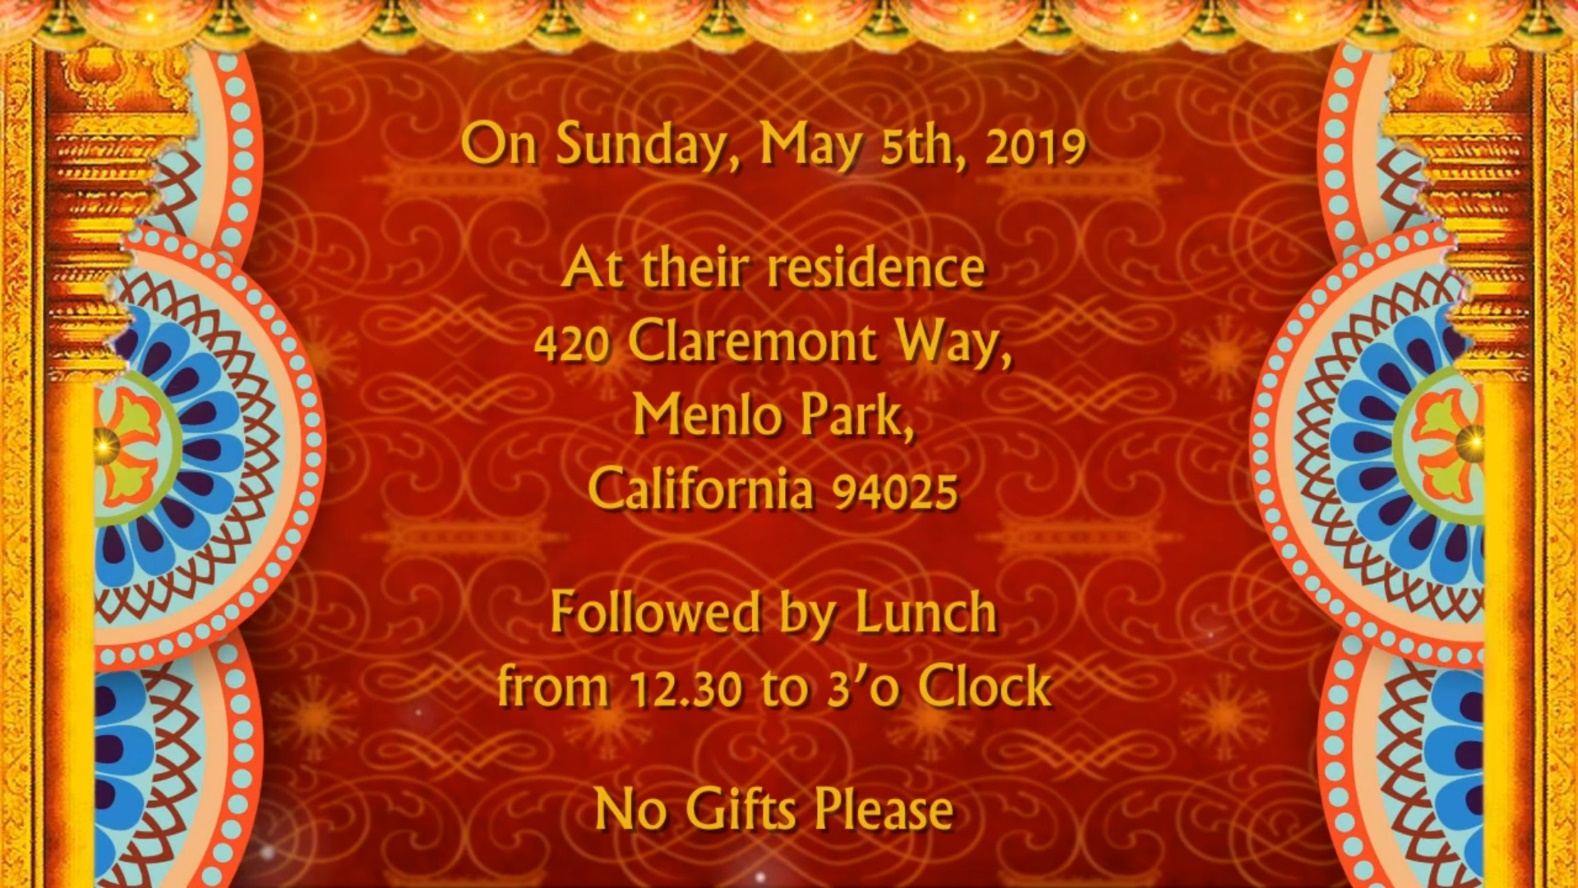 On Sunday, May 5th, 2019
At their residence
420 Claremont Way,
Menlo Park,
California 94025
Followed by Lunch
from 12.30 to 3'o Clock
No Gifts Please